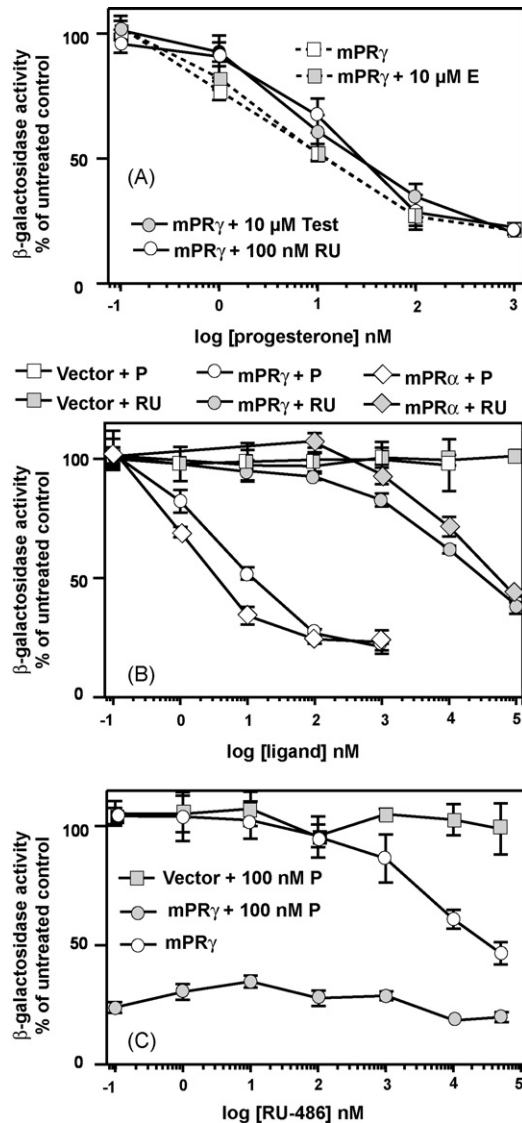 β-galactosidase activity
% of untreated control
100
50
0
mPRγ
mPRγ + 10 μM E
(A)
mPRγ + 10 μM Test
mPRγ + 100 nM RU
-1 0 1 2 3
log [progesterone] nM
Vector + P mPRγ + P mPRα + P
Vector + RU mPRγ + RU mPRα + RU
β-galactosidase activity
% of untreated control
100
50
0
(B)
-1 0 1 2 3 4 5
log [ligand] nM
β-galactosidase activity
% of untreated control
100
50
0
Vector + 100 nM P
mPRγ + 100 nM P
mPRγ
(C)
-1 0 1 2 3 4 5
log [RU-486] nM